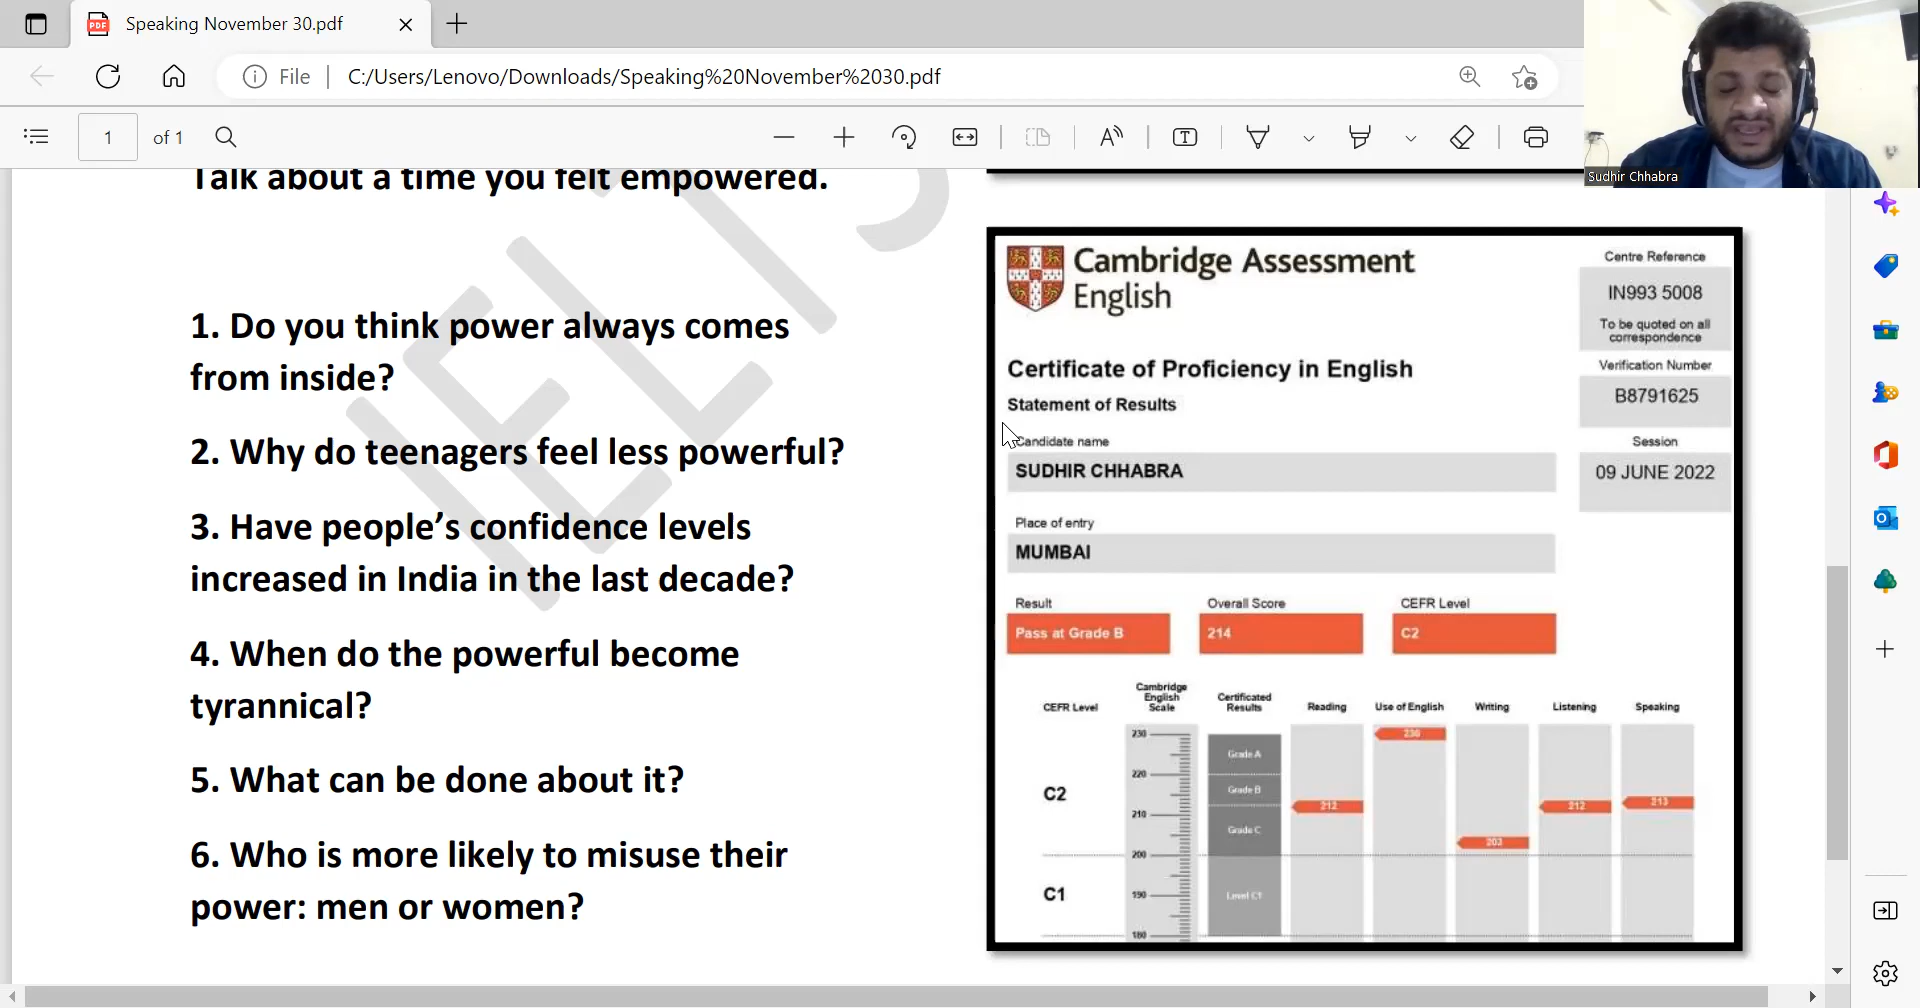 Speaking November 30.pdf
File
C:/Users/Lenovo/Downloads/Speaking%20November%2030.pdf
1 of 1
Sudhir Chhabra
Talk about a time you felt empowered.
IELTS
1. Do you think power always comes
from inside?
2. Why do teenagers feel less powerful?
3. Have people’s confidence levels
increased in India in the last decade?
4. When do the powerful become
tyrannical?
5. What can be done about it?
6. Who is more likely to misuse their
power: men or women?
Cambridge Assessment
English
Centre Reference
IN993 5008
To be quoted on all
correspondence
Certificate of Proficiency in English
Statement of Results
Verification Number
B8791625
Candidate name
SUDHIR CHHABRA
Session
09 JUNE 2022
Place of entry
MUMBAI
Result
Overall Score
CEFR Level
Pass at Grade B
214
C2
CEFR Level
Cambridge
English
Scale
Certificated
Results
Reading
Use of English
Writing
Listening
Speaking
230
220
210
200
190
180
C2
C1
Grade A
Grade B
Grade C
Level C1
212
230
203
212
213